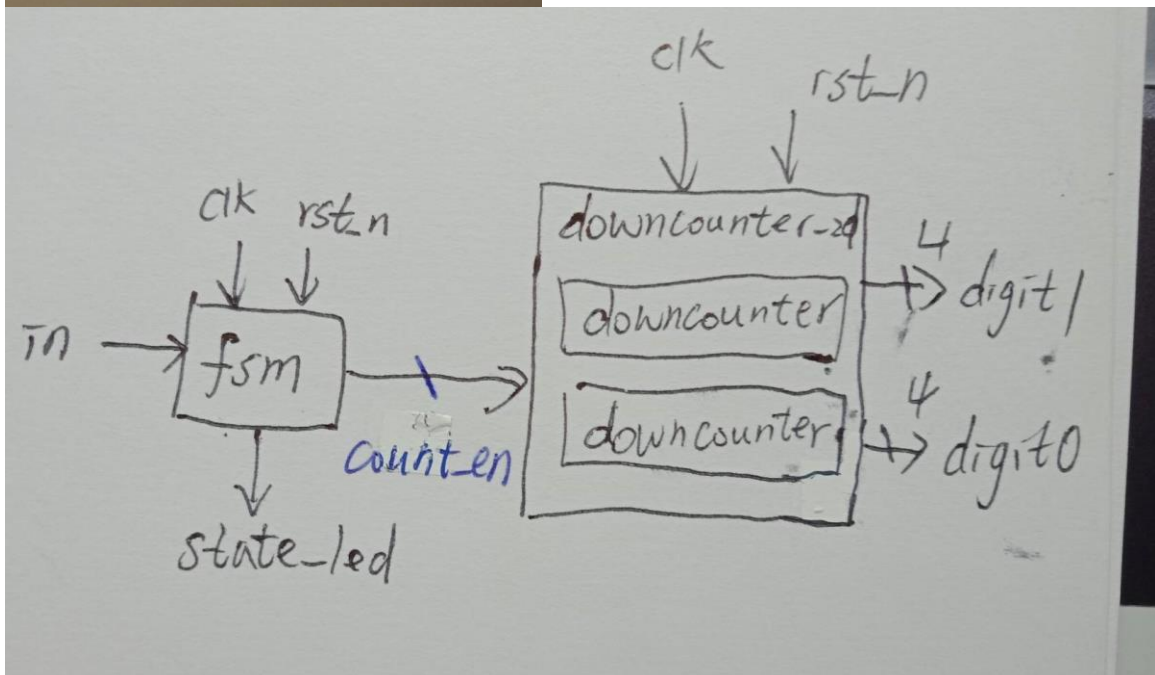 clk
rst_n
clk
rst_n
in
fsm
count_en
state_led
downcounter_2d
downcounter
downcounter
4
digit1
4
digit0